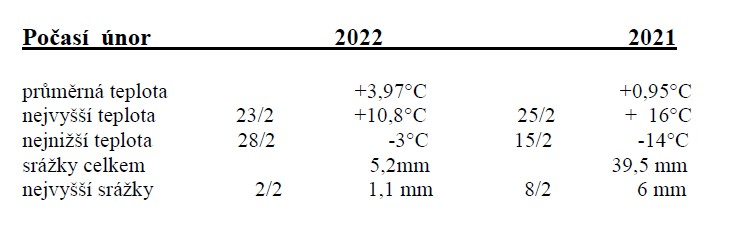 Počasí únor 2022 2021
průměrná teplota +3,97°C +0,95°C
nejvyšší teplota 23/2 +10,8°C 25/2 + 16°C
nejnižší teplota 28/2 -3°C 15/2 -14°C
srážky celkem 5,2mm 39,5 mm
nejvyšší srážky 2/2 1,1 mm 8/2 6 mm